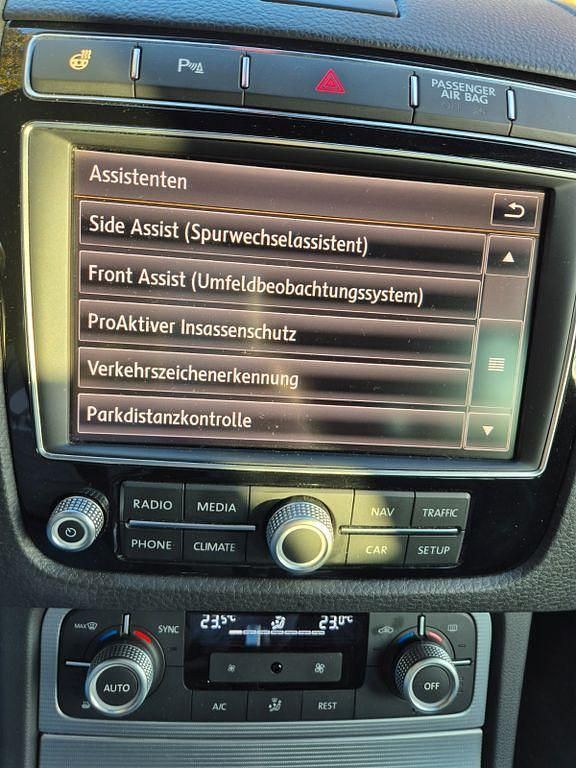 P
PASSENGER
AIR BAG
Assistenten
Side Assist (Spurwechselassistent)
Front Assist (Umfeldbeobachtungssystem)
ProAktiver Insassenschutz
Verkehrszeichenerkennung
Parkdistanzkontrolle
RADIO MEDIA NAV TRAFFIC
PHONE CLIMATE CAR SETUP
MAX SYNC 23.5°C 23.0°C
AUTO OFF
A/C REST